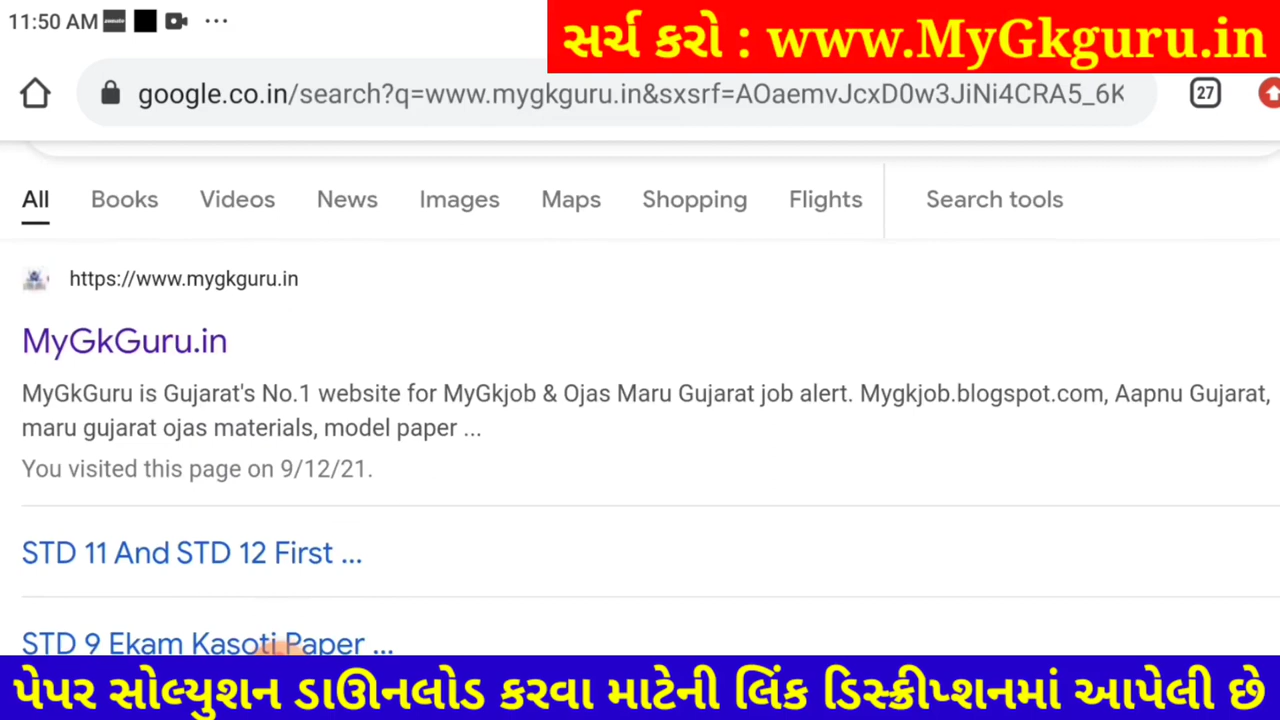 11:50 AM
સર્ચ કરો : www.MyGkguru.in
google.co.in/search?q=www.mygkguru.in&sxsrf=AOaemvJcxD0w3JiNi4CRA5_6K
27
All Books Videos News Images Maps Shopping Flights Search tools
https://www.mygkguru.in
MyGkGuru.in
MyGkGuru is Gujarat's No.1 website for MyGkjob & Ojas Maru Gujarat job alert. Mygkjob.blogspot.com, Aapnu Gujarat,
maru gujarat ojas materials, model paper ...
You visited this page on 9/12/21.
STD 11 And STD 12 First ...
STD 9 Ekam Kasoti Paper ...
પેપર સોલ્યુશન ડાઊનલોડ કરવા માટેની લિંક ડિસ્ક્રીપ્શનમાં આપેલી છે